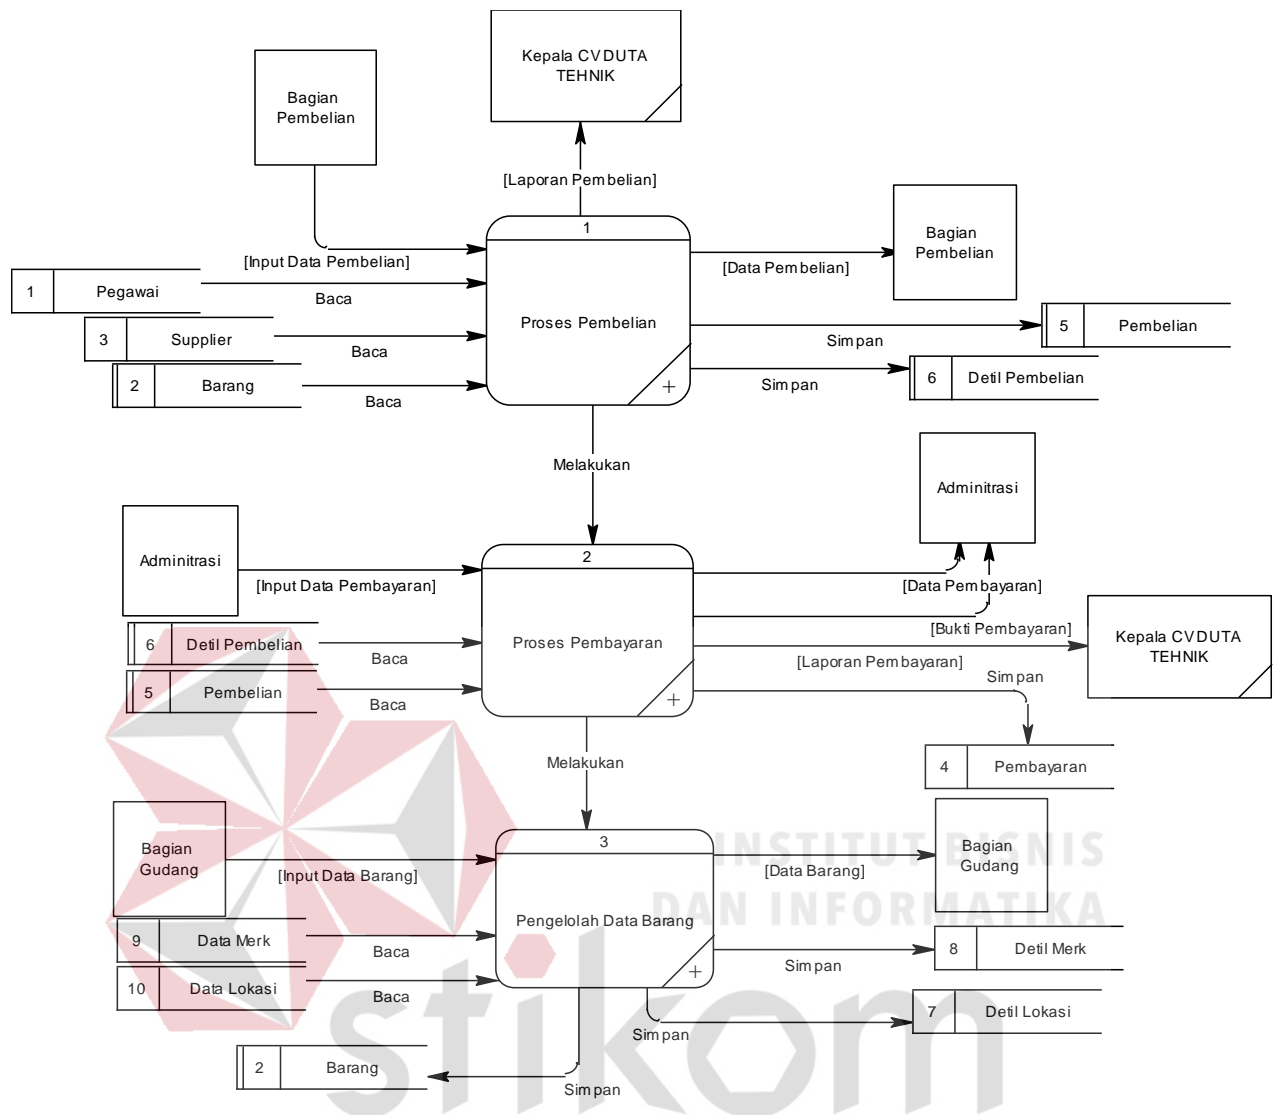 Kepala CV DUTA
TEHNIK
Bagian
Pembelian
[Laporan Pembelian]
1
Bagian
Pembelian
[Input Data Pembelian]
[Data Pembelian]
1 Pegawai
Baca
Proses Pembelian
5 Pembelian
3 Supplier
Simpan
Baca
2 Barang
Simpan
6 Detil Pembelian
Baca
+
Melakukan
Adminitrasi
2
Adminitrasi
[Input Data Pembayaran]
[Data Pembayaran]
[Bukti Pembayaran]
6 Detil Pembelian
Proses Pembayaran
Kepala CV DUTA
TEHNIK
Baca
[Laporan Pembayaran]
Simpan
5 Pembelian
Baca
+
Melakukan
4 Pembayaran
3
Bagian
Gudang
Bagian
Gudang
[Input Data Barang]
[Data Barang]
INSTITUT BISNIS
DAN INFORMATIKA
Pengelolah Data Barang
9 Data Merk
Baca
8 Detil Merk
Simpan
+
10 Data Lokasi
Baca
7 Detil Lokasi
Simpan
2 Barang
Simpan
stikom